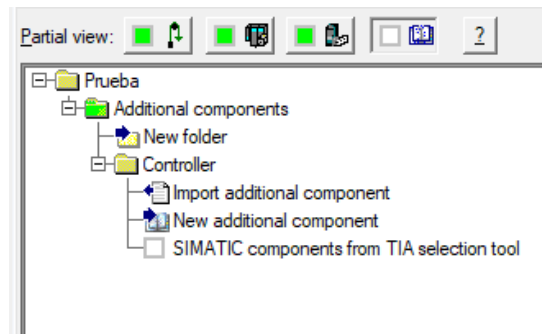 Partial view: ?
Prueba
Additional components
New folder
Controller
Import additional component
New additional component
SIMATIC components from TIA selection tool